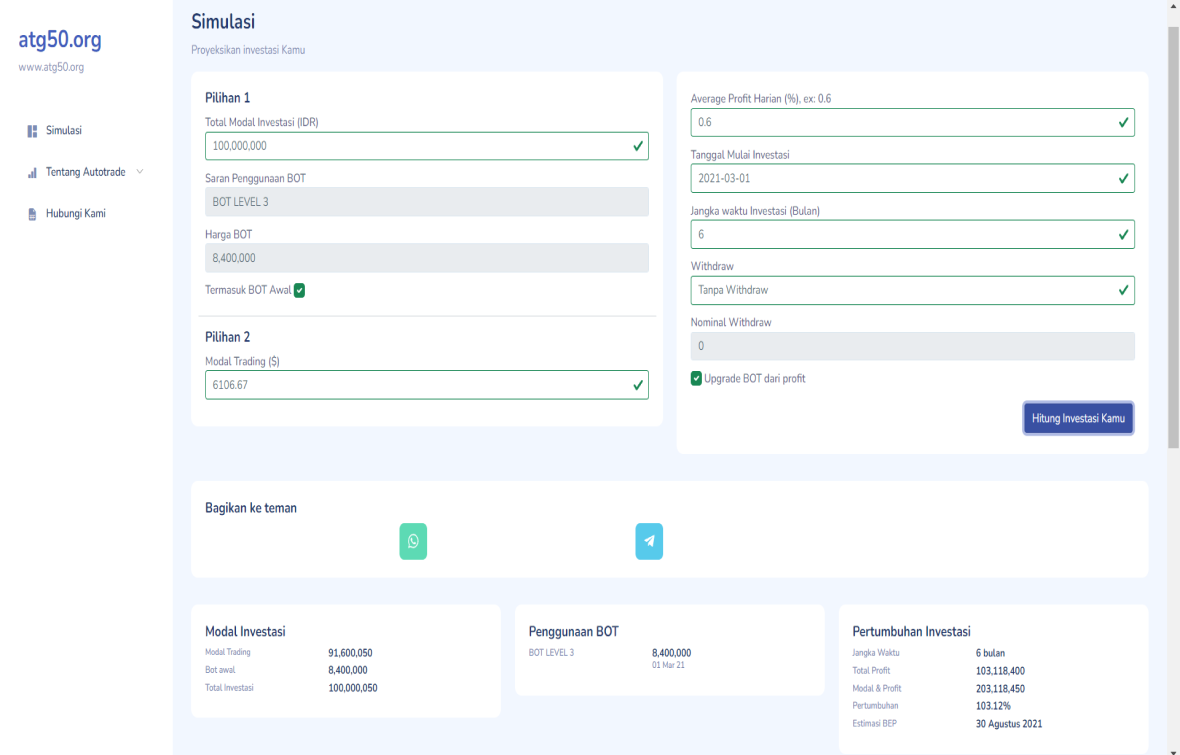 atg50.org
www.atg50.org
Simulasi
Tentang Autotrade
Hubungi Kami
Simulasi
Proyeksikan investasi Kamu
Pilihan 1
Total Modal Investasi (IDR)
100,000,000
Saran Penggunaan BOT
BOT LEVEL 3
Harga BOT
8,400,000
Termasuk BOT Awal
Pilihan 2
Modal Trading ($)
6106.67
Average Profit Harian (%), ex: 0.6
0.6
Tanggal Mulai Investasi
2021-03-01
Jangka waktu Investasi (Bulan)
6
Withdraw
Tanpa Withdraw
Nominal Withdraw
0
Upgrade BOT dari profit
Hitung Investasi Kamu
Bagikan ke teman
Modal Investasi
Modal Trading 91,600,050
Bot awal 8,400,000
Total Investasi 100,000,050
Penggunaan BOT
BOT LEVEL 3 8,400,000
01 Mar 21
Pertumbuhan Investasi
Jangka Waktu 6 bulan
Total Profit 103,118,400
Modal & Profit 203,118,450
Pertumbuhan 103.12%
Estimasi BEP 30 Agustus 2021